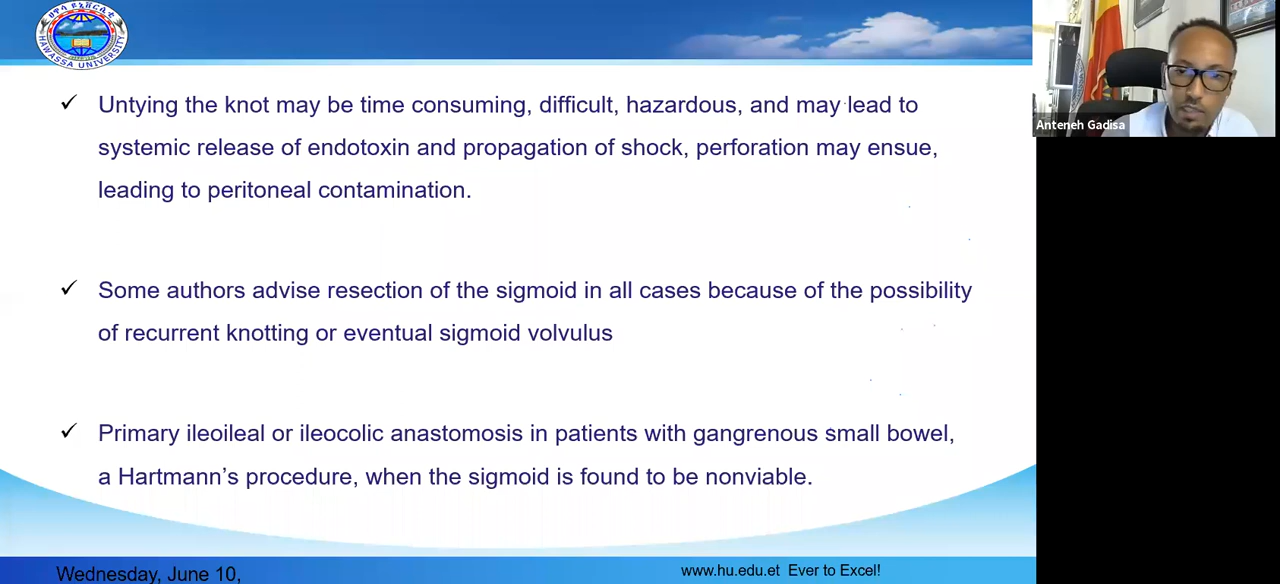 ሀዋሳ ዩኒቨርሲቲ
HAWASSA UNIVERSITY
Untying the knot may be time consuming, difficult, hazardous, and may lead to
systemic release of endotoxin and propagation of shock, perforation may ensue,
leading to peritoneal contamination.
Some authors advise resection of the sigmoid in all cases because of the possibility
of recurrent knotting or eventual sigmoid volvulus
Primary ileoileal or ileocolic anastomosis in patients with gangrenous small bowel,
a Hartmann’s procedure, when the sigmoid is found to be nonviable.
Wednesday, June 10,
www.hu.edu.et Ever to Excel!
Anteneh Gadisa